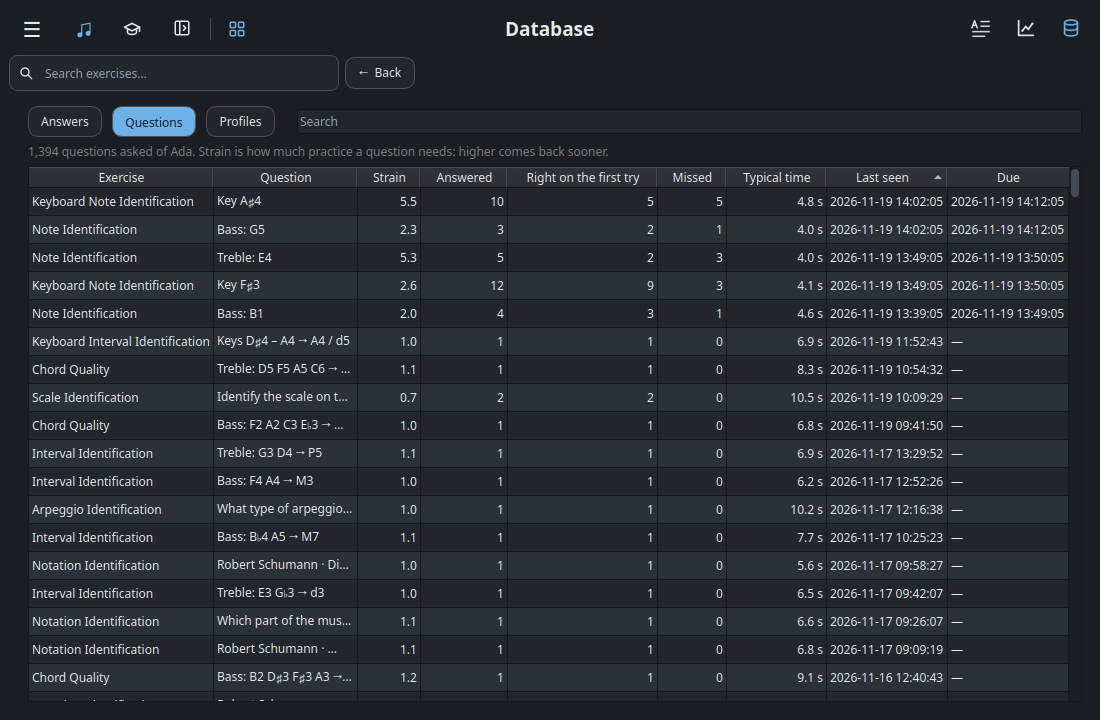 Database
Search exercises...
← Back
Answers Questions Profiles Search
1,394 questions asked of Ada. Strain is how much practice a question needs: higher comes back sooner.
Exercise Question Strain Answered Right on the first try Missed Typical time Last seen Due
Keyboard Note Identification Key A♯4 5.5 10 5 5 4.8 s 2026-11-19 14:02:05 2026-11-19 14:12:05
Note Identification Bass: G5 2.3 3 2 1 4.0 s 2026-11-19 14:02:05 2026-11-19 14:12:05
Note Identification Treble: E4 5.3 5 2 3 4.0 s 2026-11-19 13:49:05 2026-11-19 13:50:05
Keyboard Note Identification Key F♯3 2.6 12 9 3 4.1 s 2026-11-19 13:49:05 2026-11-19 13:50:05
Note Identification Bass: B1 2.0 4 3 1 4.6 s 2026-11-19 13:39:05 2026-11-19 13:49:05
Keyboard Interval Identification Keys D♯4 – A4 → A4 / d5 1.0 1 1 0 6.9 s 2026-11-19 11:52:43 —
Chord Quality Treble: D5 F5 A5 C6 → ... 1.1 1 1 0 8.3 s 2026-11-19 10:54:32 —
Scale Identification Identify the scale on t... 0.7 2 2 0 10.5 s 2026-11-19 10:09:29 —
Chord Quality Bass: F2 A2 C3 E♭3 → ... 1.0 1 1 0 6.8 s 2026-11-19 09:41:50 —
Interval Identification Treble: G3 D4 → P5 1.1 1 1 0 6.9 s 2026-11-17 13:29:52 —
Interval Identification Bass: F4 A4 → M3 1.0 1 1 0 6.2 s 2026-11-17 12:52:26 —
Arpeggio Identification What type of arpeggio... 1.0 1 1 0 10.2 s 2026-11-17 12:16:38 —
Interval Identification Bass: B♭4 A5 → M7 1.1 1 1 0 7.7 s 2026-11-17 10:25:23 —
Notation Identification Robert Schumann · Di... 1.0 1 1 0 5.6 s 2026-11-17 09:58:27 —
Interval Identification Treble: E3 G♭3 → d3 1.0 1 1 0 6.5 s 2026-11-17 09:42:07 —
Notation Identification Which part of the mus... 1.1 1 1 0 6.6 s 2026-11-17 09:26:07 —
Notation Identification Robert Schumann · ... 1.1 1 1 0 6.8 s 2026-11-17 09:09:19 —
Chord Quality Bass: B2 D♯3 F♯3 A3 →... 1.2 1 1 0 9.1 s 2026-11-16 12:40:43 —